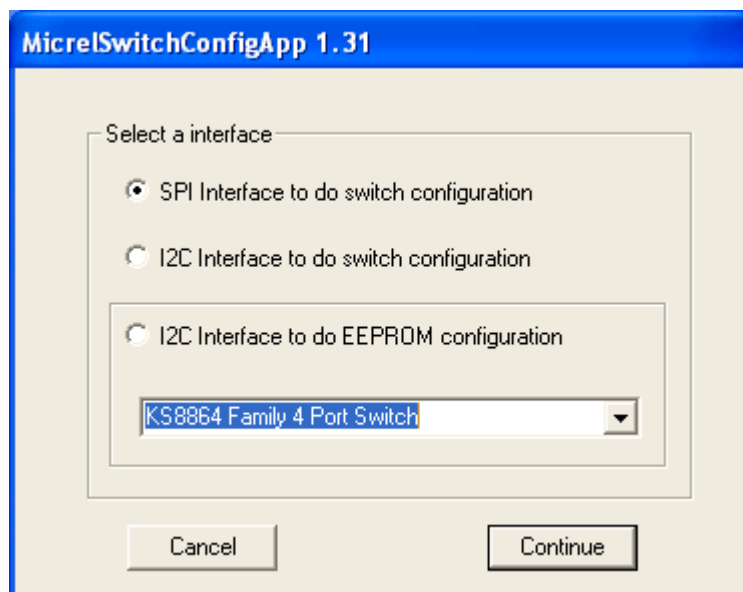 MicrelSwitchConfigApp 1.31
Select a interface
SPI Interface to do switch configuration
I2C Interface to do switch configuration
I2C Interface to do EEPROM configuration
KS8864 Family 4 Port Switch
Cancel
Continue